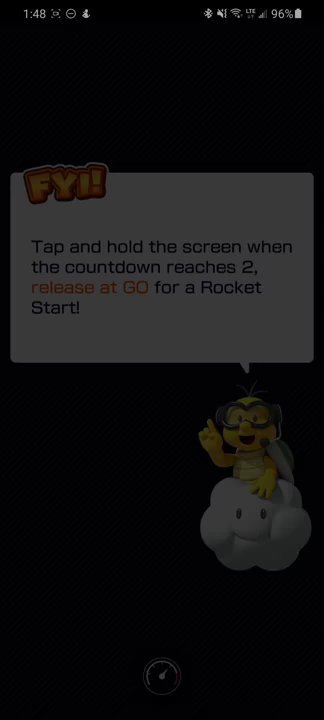 1:48
LTE
96%
FYI!
Tap and hold the screen when
the countdown reaches 2,
release at GO for a Rocket
Start!